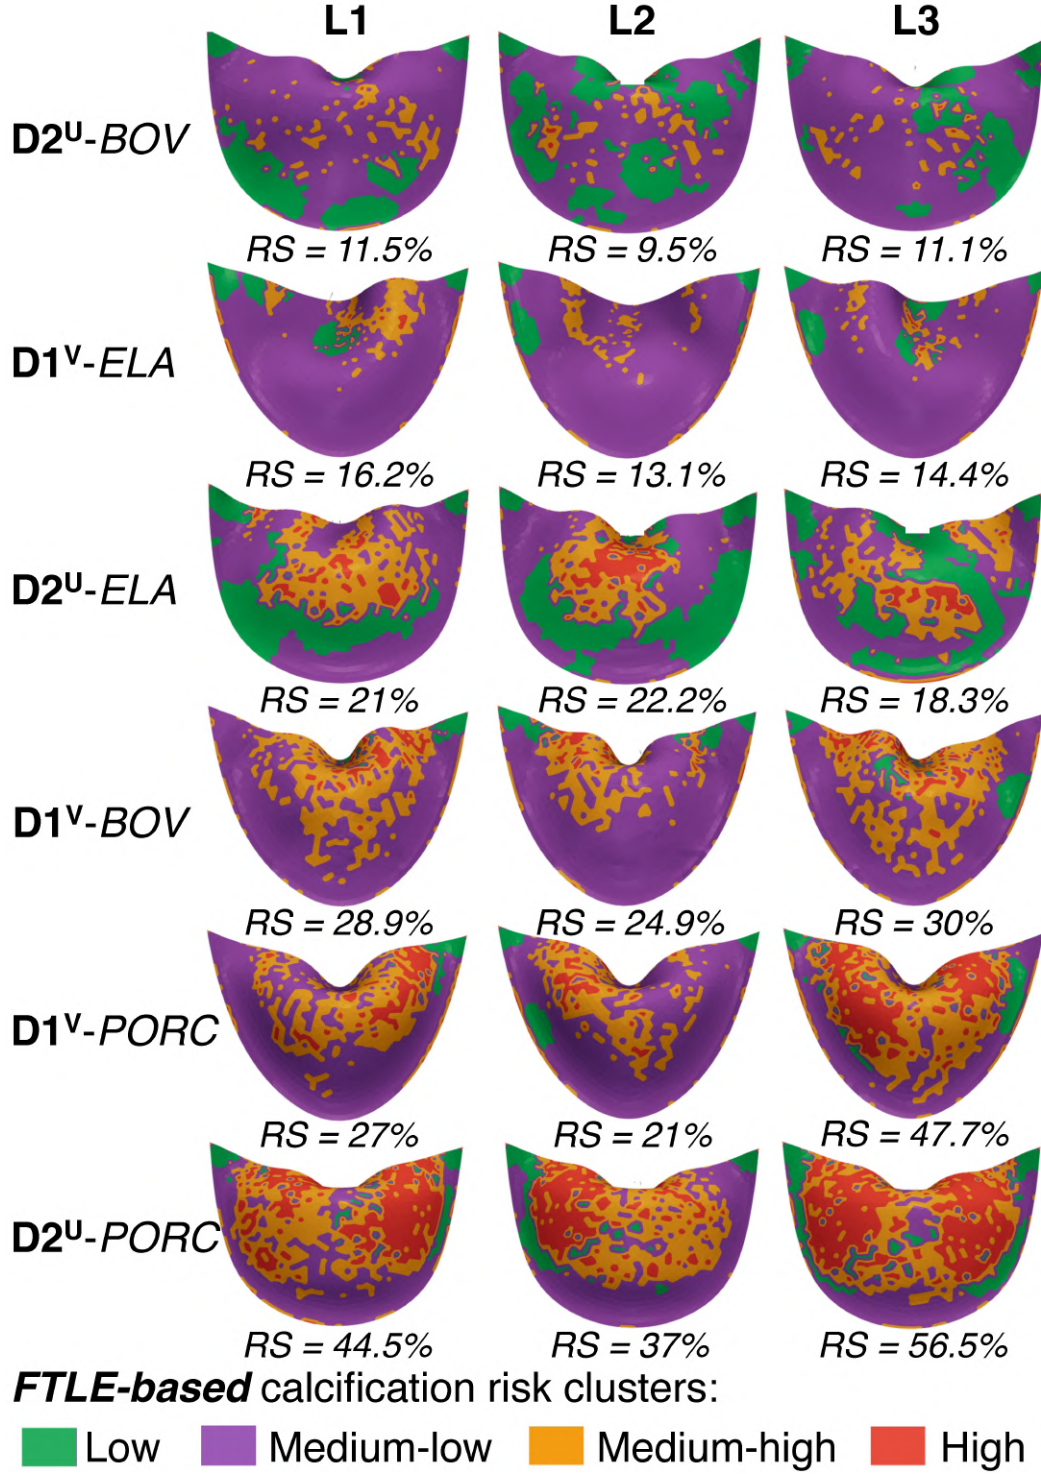 L1 L2 L3
D2ᵁ-BOV
RS = 11.5% RS = 9.5% RS = 11.1%
D1ⱽ-ELA
RS = 16.2% RS = 13.1% RS = 14.4%
D2ᵁ-ELA
RS = 21% RS = 22.2% RS = 18.3%
D1ⱽ-BOV
RS = 28.9% RS = 24.9% RS = 30%
D1ⱽ-PORC
RS = 27% RS = 21% RS = 47.7%
D2ᵁ-PORC
RS = 44.5% RS = 37% RS = 56.5%
FTLE-based calcification risk clusters:
Low Medium-low Medium-high High